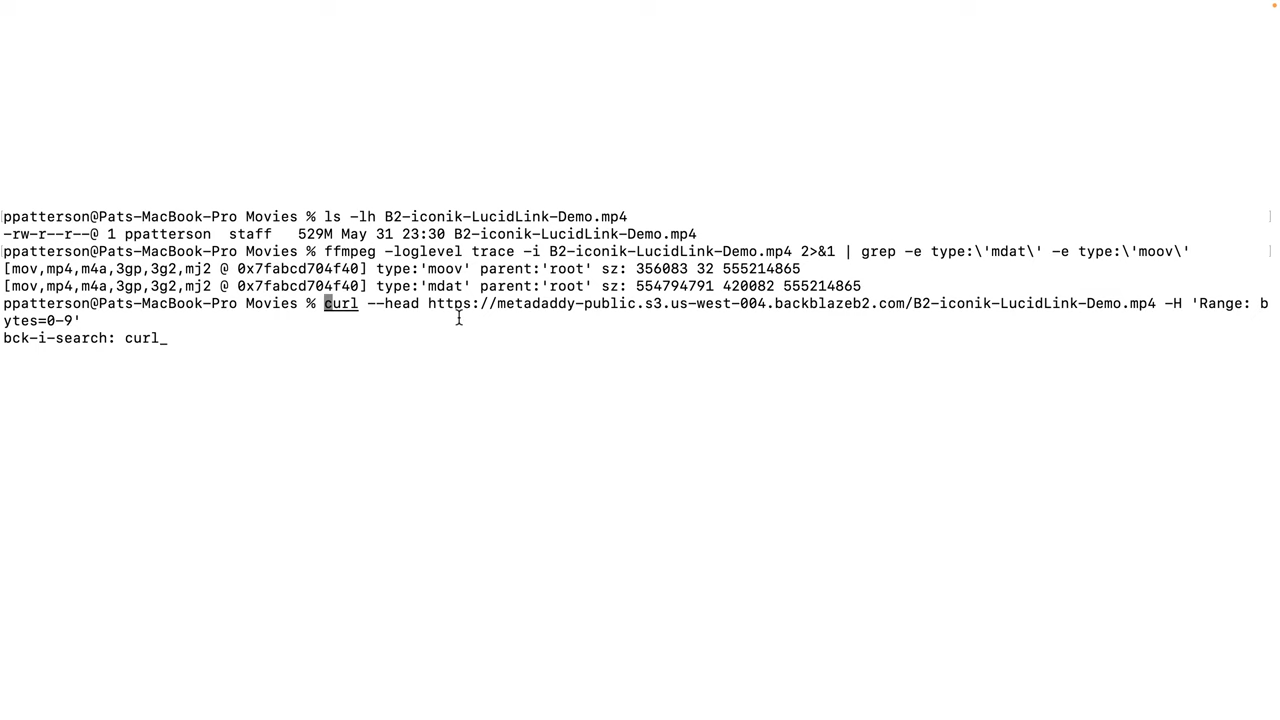 ppatterson@Pats-MacBook-Pro Movies % ls -lh B2-iconik-LucidLink-Demo.mp4
-rw-r--r--@ 1 ppatterson  staff   529M May 31 23:30 B2-iconik-LucidLink-Demo.mp4
ppatterson@Pats-MacBook-Pro Movies % ffmpeg -loglevel trace -i B2-iconik-LucidLink-Demo.mp4 2>&1 | grep -e type:\'mdat\' -e type:\'moov\'
[mov,mp4,m4a,3gp,3g2,mj2 @ 0x7fabcd704f40] type:'moov' parent:'root' sz: 356083 32 555214865
[mov,mp4,m4a,3gp,3g2,mj2 @ 0x7fabcd704f40] type:'mdat' parent:'root' sz: 554794791 420082 555214865
ppatterson@Pats-MacBook-Pro Movies % curl --head https://metadaddy-public.s3.us-west-004.backblazeb2.com/B2-iconik-LucidLink-Demo.mp4 -H 'Range: b
ytes=0-9'
bck-i-search: curl_